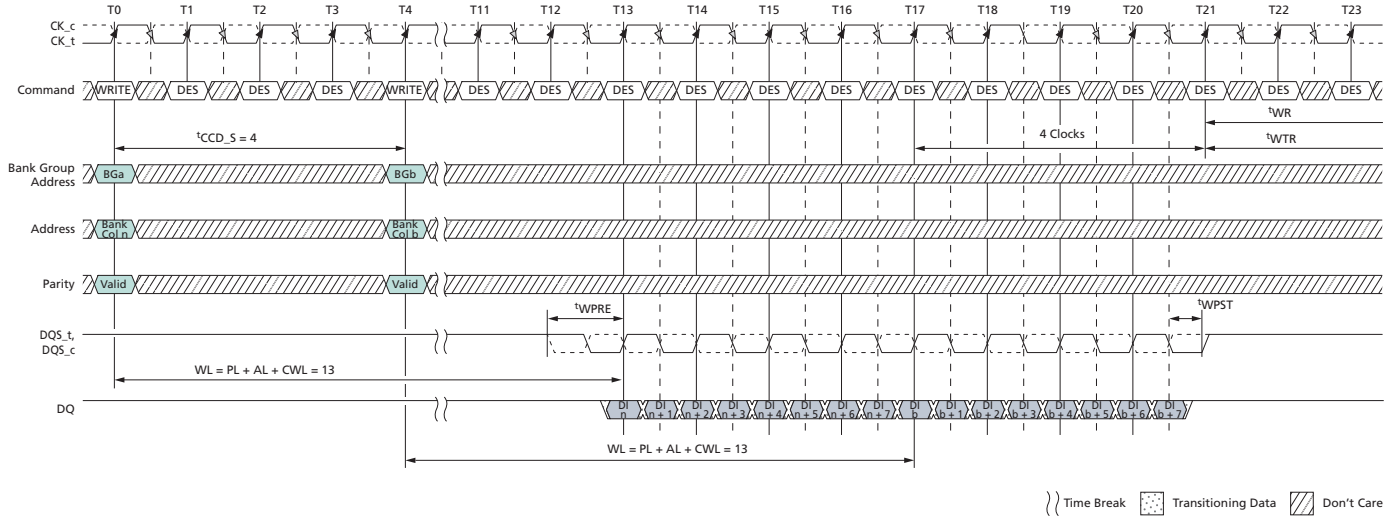 T0 T1 T2 T3 T4 T11 T12 T13 T14 T15 T16 T17 T18 T19 T20 T21 T22 T23
CK_c
CK_t
Command WRITE DES DES DES WRITE DES DES DES DES DES DES DES DES DES DES DES DES DES
tWR
tCCD_S = 4
4 Clocks
tWTR
Bank Group
Address
BGa BGb
Address
Bank
Col n
Bank
Col b
Parity Valid Valid
tWPRE
tWPST
DQS_t,
DQS_c
WL = PL + AL + CWL = 13
DQ
DI
n
DI
n + 1
DI
n + 2
DI
n + 3
DI
n + 4
DI
n + 5
DI
n + 6
DI
n + 7
DI
b
DI
b + 1
DI
b + 2
DI
b + 3
DI
b + 4
DI
b + 5
DI
b + 6
DI
b + 7
WL = PL + AL + CWL = 13
Time Break Transitioning Data Don't Care